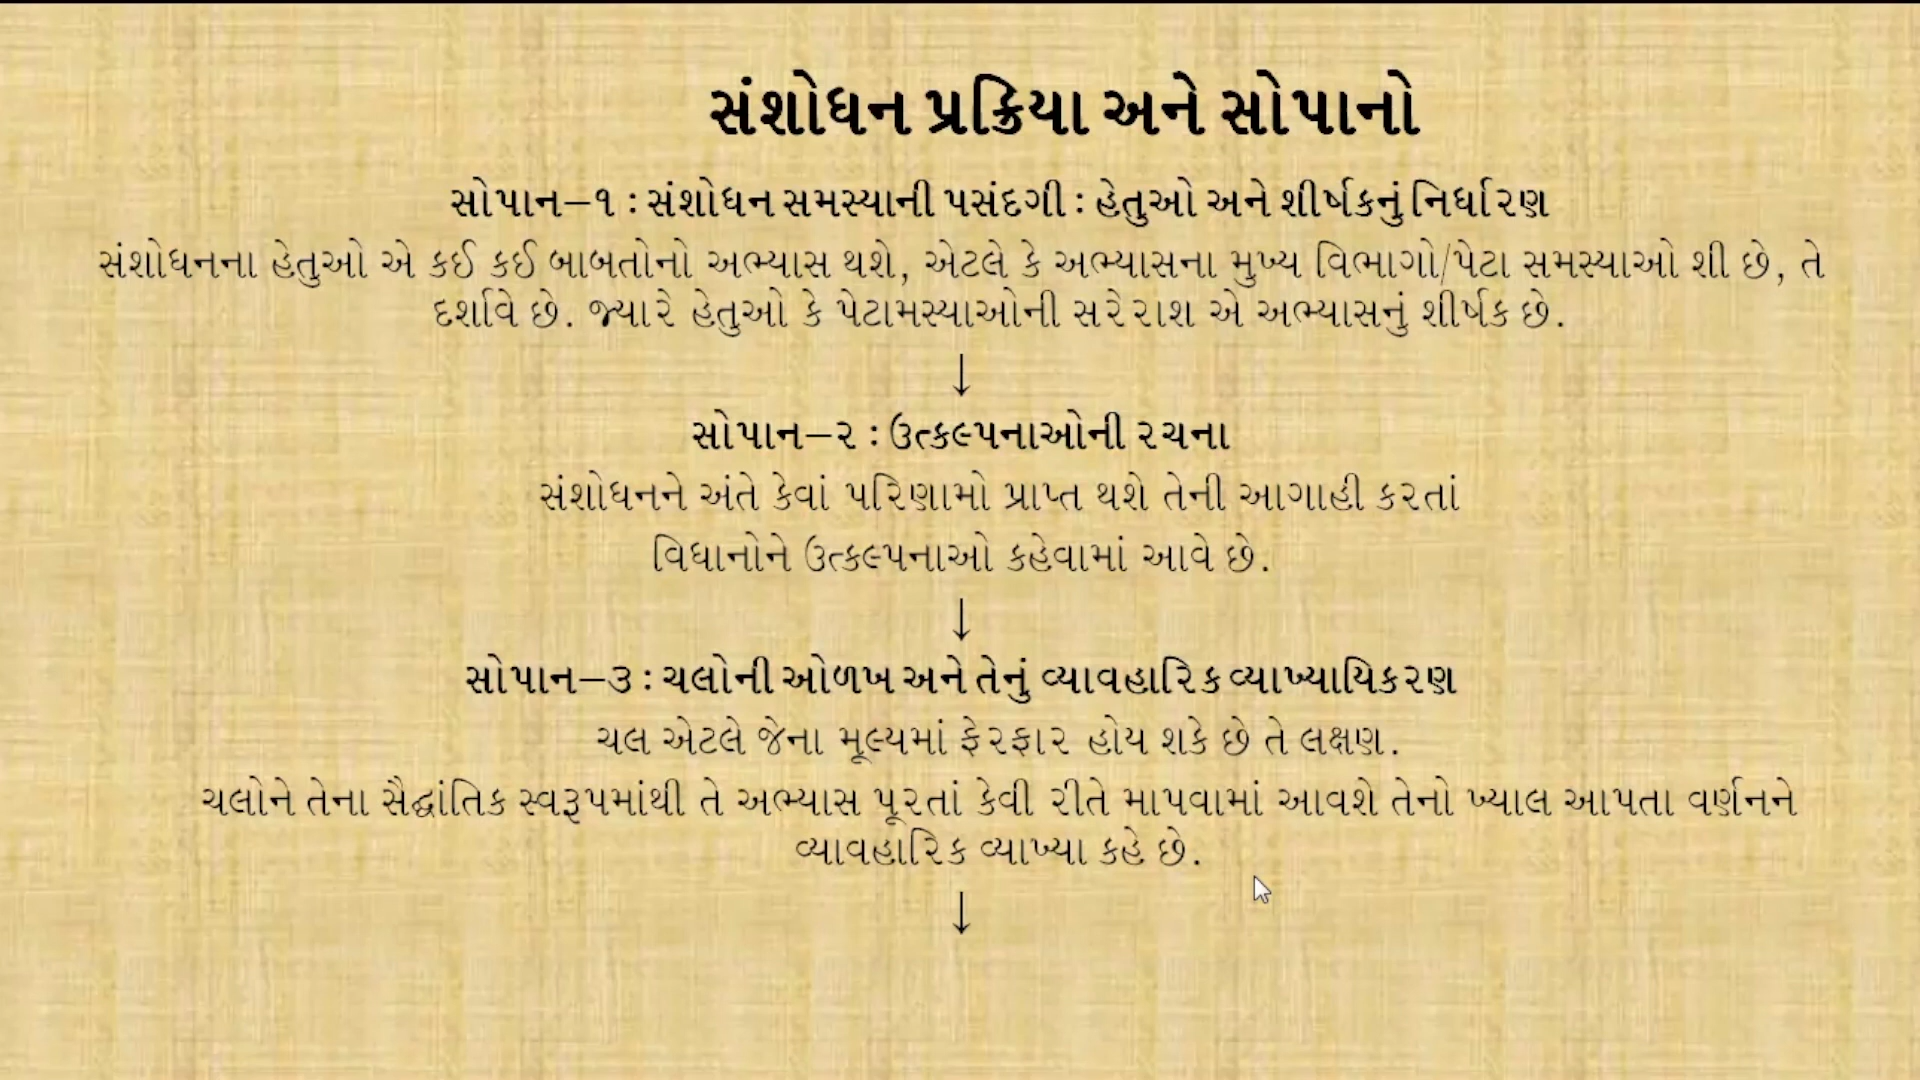 સંશોધન પ્રક્રિયા અને સોપાનો
સોપાન–૧ : સંશોધન સમસ્યાની પસંદગી : હેતુઓ અને શીર્ષકનું નિર્ધારણ
સંશોધનના હેતુઓ એ કઈ કઈ બાબતોનો અભ્યાસ થશે, એટલે કે અભ્યાસના મુખ્ય વિભાગો/પેટા સમસ્યાઓ શી છે, તે
દર્શાવે છે. જ્યારે હેતુઓ કે પેટામસ્યાઓની સરેરાશ એ અભ્યાસનું શીર્ષક છે.
↓
સોપાન–૨ : ઉત્કલ્પનાઓની રચના
સંશોધનને અંતે કેવાં પરિણામો પ્રાપ્ત થશે તેની આગાહી કરતાં
વિધાનોને ઉત્કલ્પનાઓ કહેવામાં આવે છે.
↓
સોપાન–૩ : ચલોની ઓળખ અને તેનું વ્યાવહારિક વ્યાખ્યાયિકરણ
ચલ એટલે જેના મૂલ્યમાં ફેરફાર હોય શકે છે તે લક્ષણ.
ચલોને તેના સૈદ્ધાંતિક સ્વરૂપમાંથી તે અભ્યાસ પૂરતાં કેવી રીતે માપવામાં આવશે તેનો ખ્યાલ આપતા વર્ણનને
વ્યાવહારિક વ્યાખ્યા કહે છે.
↓